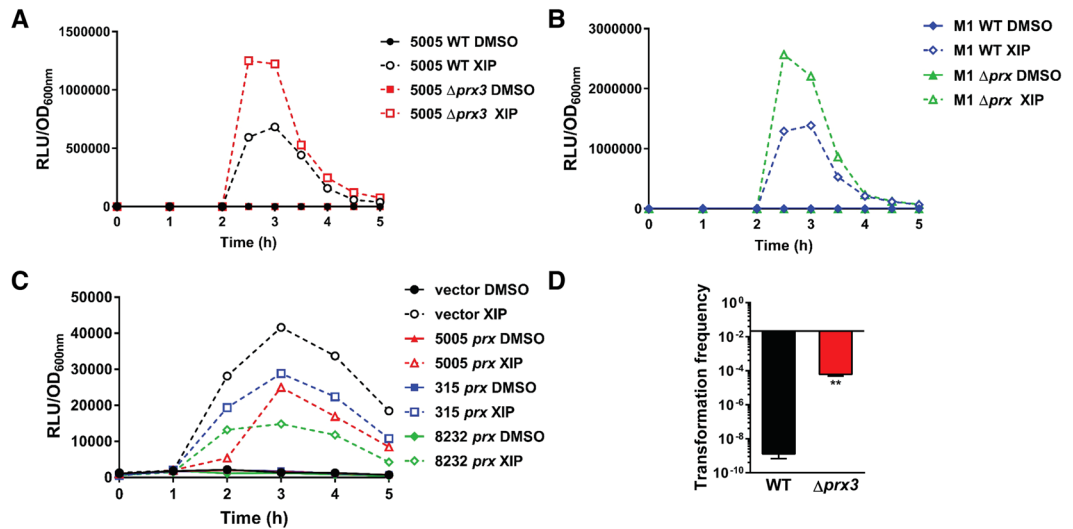 A
RLU/OD600nm
1500000
1000000
500000
0
0 1 2 3 4 5
Time (h)
5005 WT DMSO
5005 WT XIP
5005 Δprx3 DMSO
5005 Δprx3 XIP
B
RLU/OD600nm
3000000
2000000
1000000
0
0 1 2 3 4 5
Time (h)
M1 WT DMSO
M1 WT XIP
M1 Δprx DMSO
M1 Δprx XIP
C
RLU/OD600nm
50000
40000
30000
20000
10000
0
0 1 2 3 4 5
Time (h)
vector DMSO
vector XIP
5005 prx DMSO
5005 prx XIP
315 prx DMSO
315 prx XIP
8232 prx DMSO
8232 prx XIP
D
Transformation frequency
10⁰
10⁻²
10⁻⁴
10⁻⁶
10⁻⁸
10⁻¹⁰
**
WT Δprx3